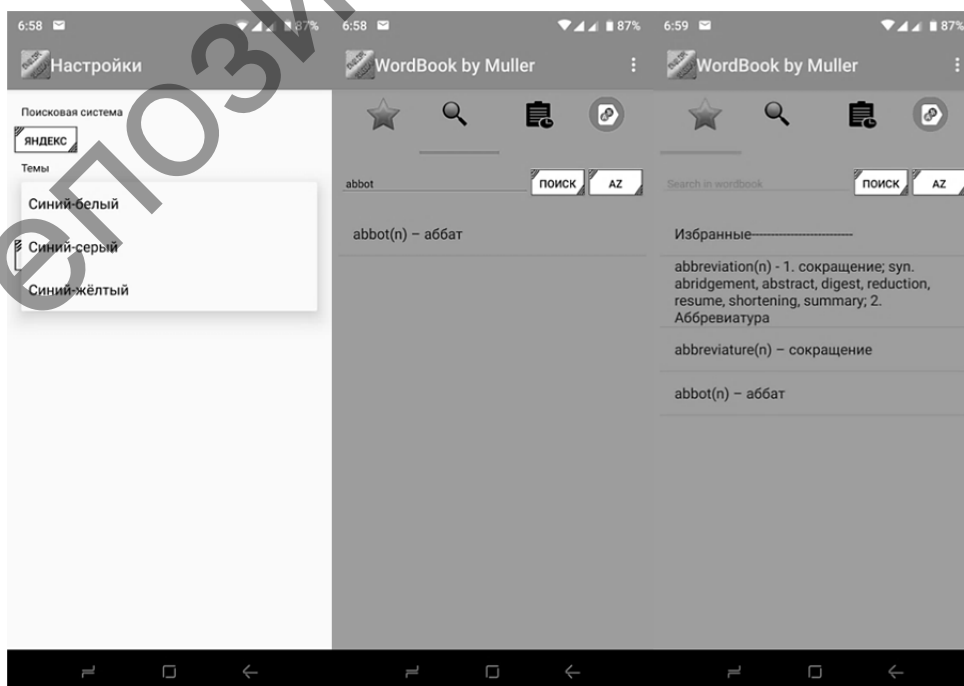 6:58 87%
Настройки
Поисковая система
ЯНДЕКС
Темы
Синий-белый
Синий-серый
Синий-жёлтый
6:58 87%
WordBook by Muller
abbot ПОИСК AZ
abbot(n) – аббат
6:59 87%
WordBook by Muller
Search in wordbook ПОИСК AZ
Избранные--------------------------
abbreviation(n) - 1. сокращение; syn.
abridgement, abstract, digest, reduction,
resume, shortening, summary; 2.
Аббревиатура
abbreviature(n) – сокращение
abbot(n) – аббат